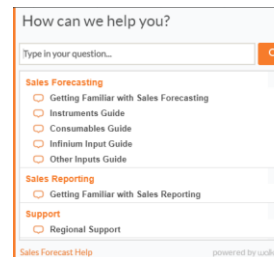 How can we help you?
Type in your question...
Sales Forecasting
Getting Familiar with Sales Forecasting
Instruments Guide
Consumables Guide
Infinium Input Guide
Other Inputs Guide
Sales Reporting
Getting Familiar with Sales Reporting
Support
Regional Support
Sales Forecast Help
powered by